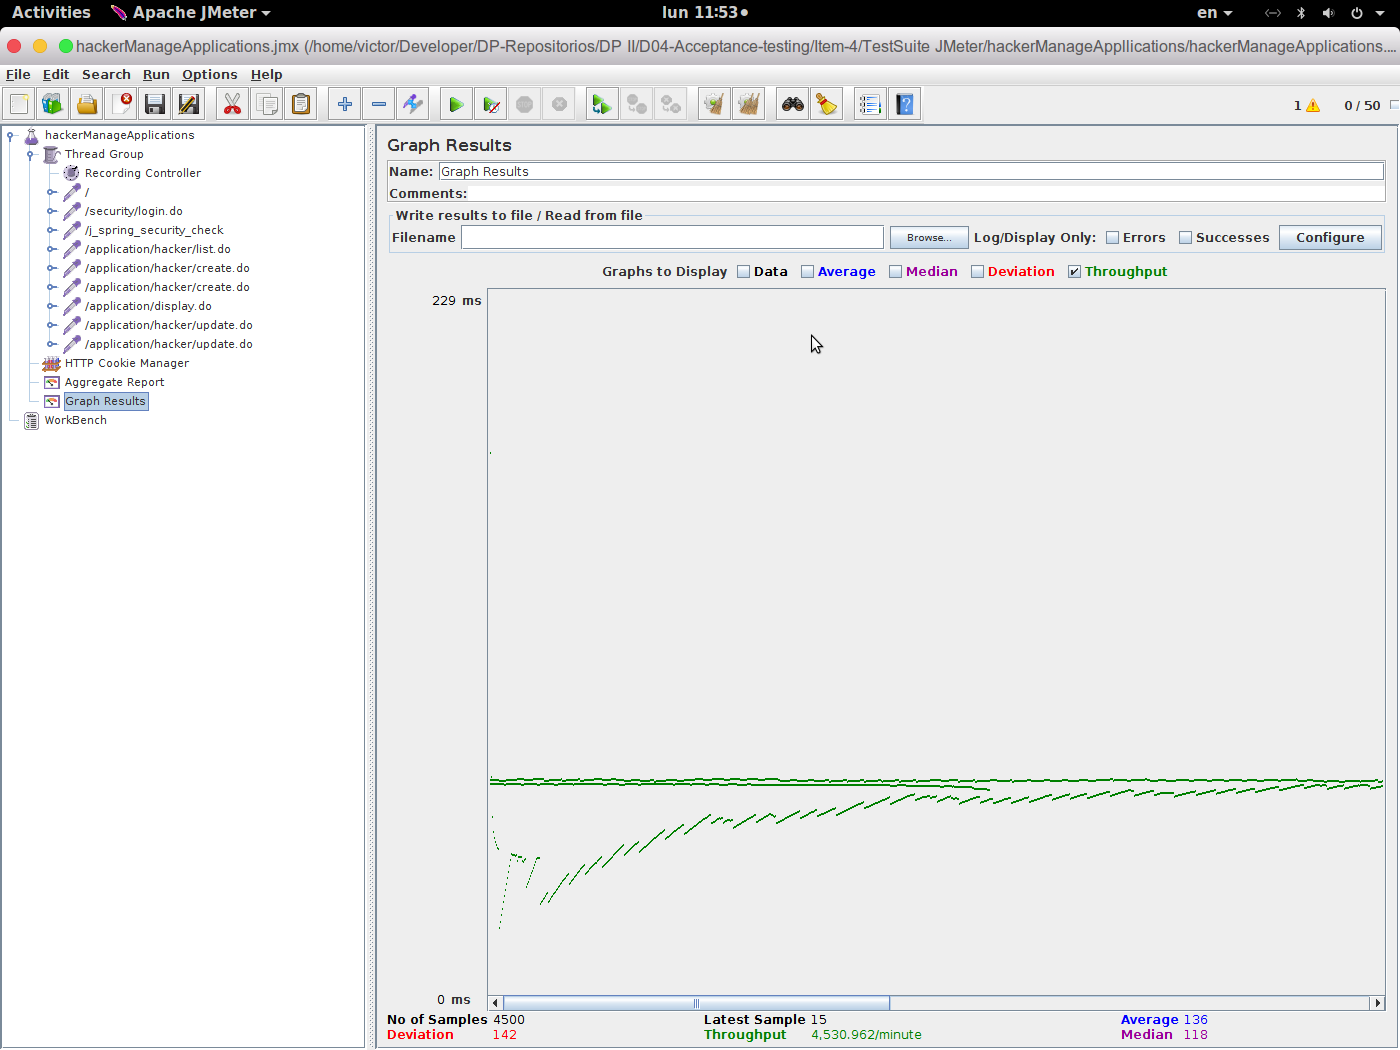 Activities Apache JMeter lun 11:53 en
hackerManageApplications.jmx (/home/victor/Developer/DP-Repositorios/DP II/D04-Acceptance-testing/Item-4/TestSuite JMeter/hackerManageAppllications/hackerManageApplications....
File Edit Search Run Options Help
1 0 / 50
hackerManageApplications
Thread Group
Recording Controller
/
/security/login.do
/j_spring_security_check
/application/hacker/list.do
/application/hacker/create.do
/application/hacker/create.do
/application/display.do
/application/hacker/update.do
/application/hacker/update.do
HTTP Cookie Manager
Aggregate Report
Graph Results
WorkBench
Graph Results
Name: Graph Results
Comments:
Write results to file / Read from file
Filename Browse... Log/Display Only: Errors Successes Configure
Graphs to Display Data Average Median Deviation Throughput
229 ms
0 ms
No of Samples 4500 Latest Sample 15 Average 136
Deviation 142 Throughput 4,530.962/minute Median 118